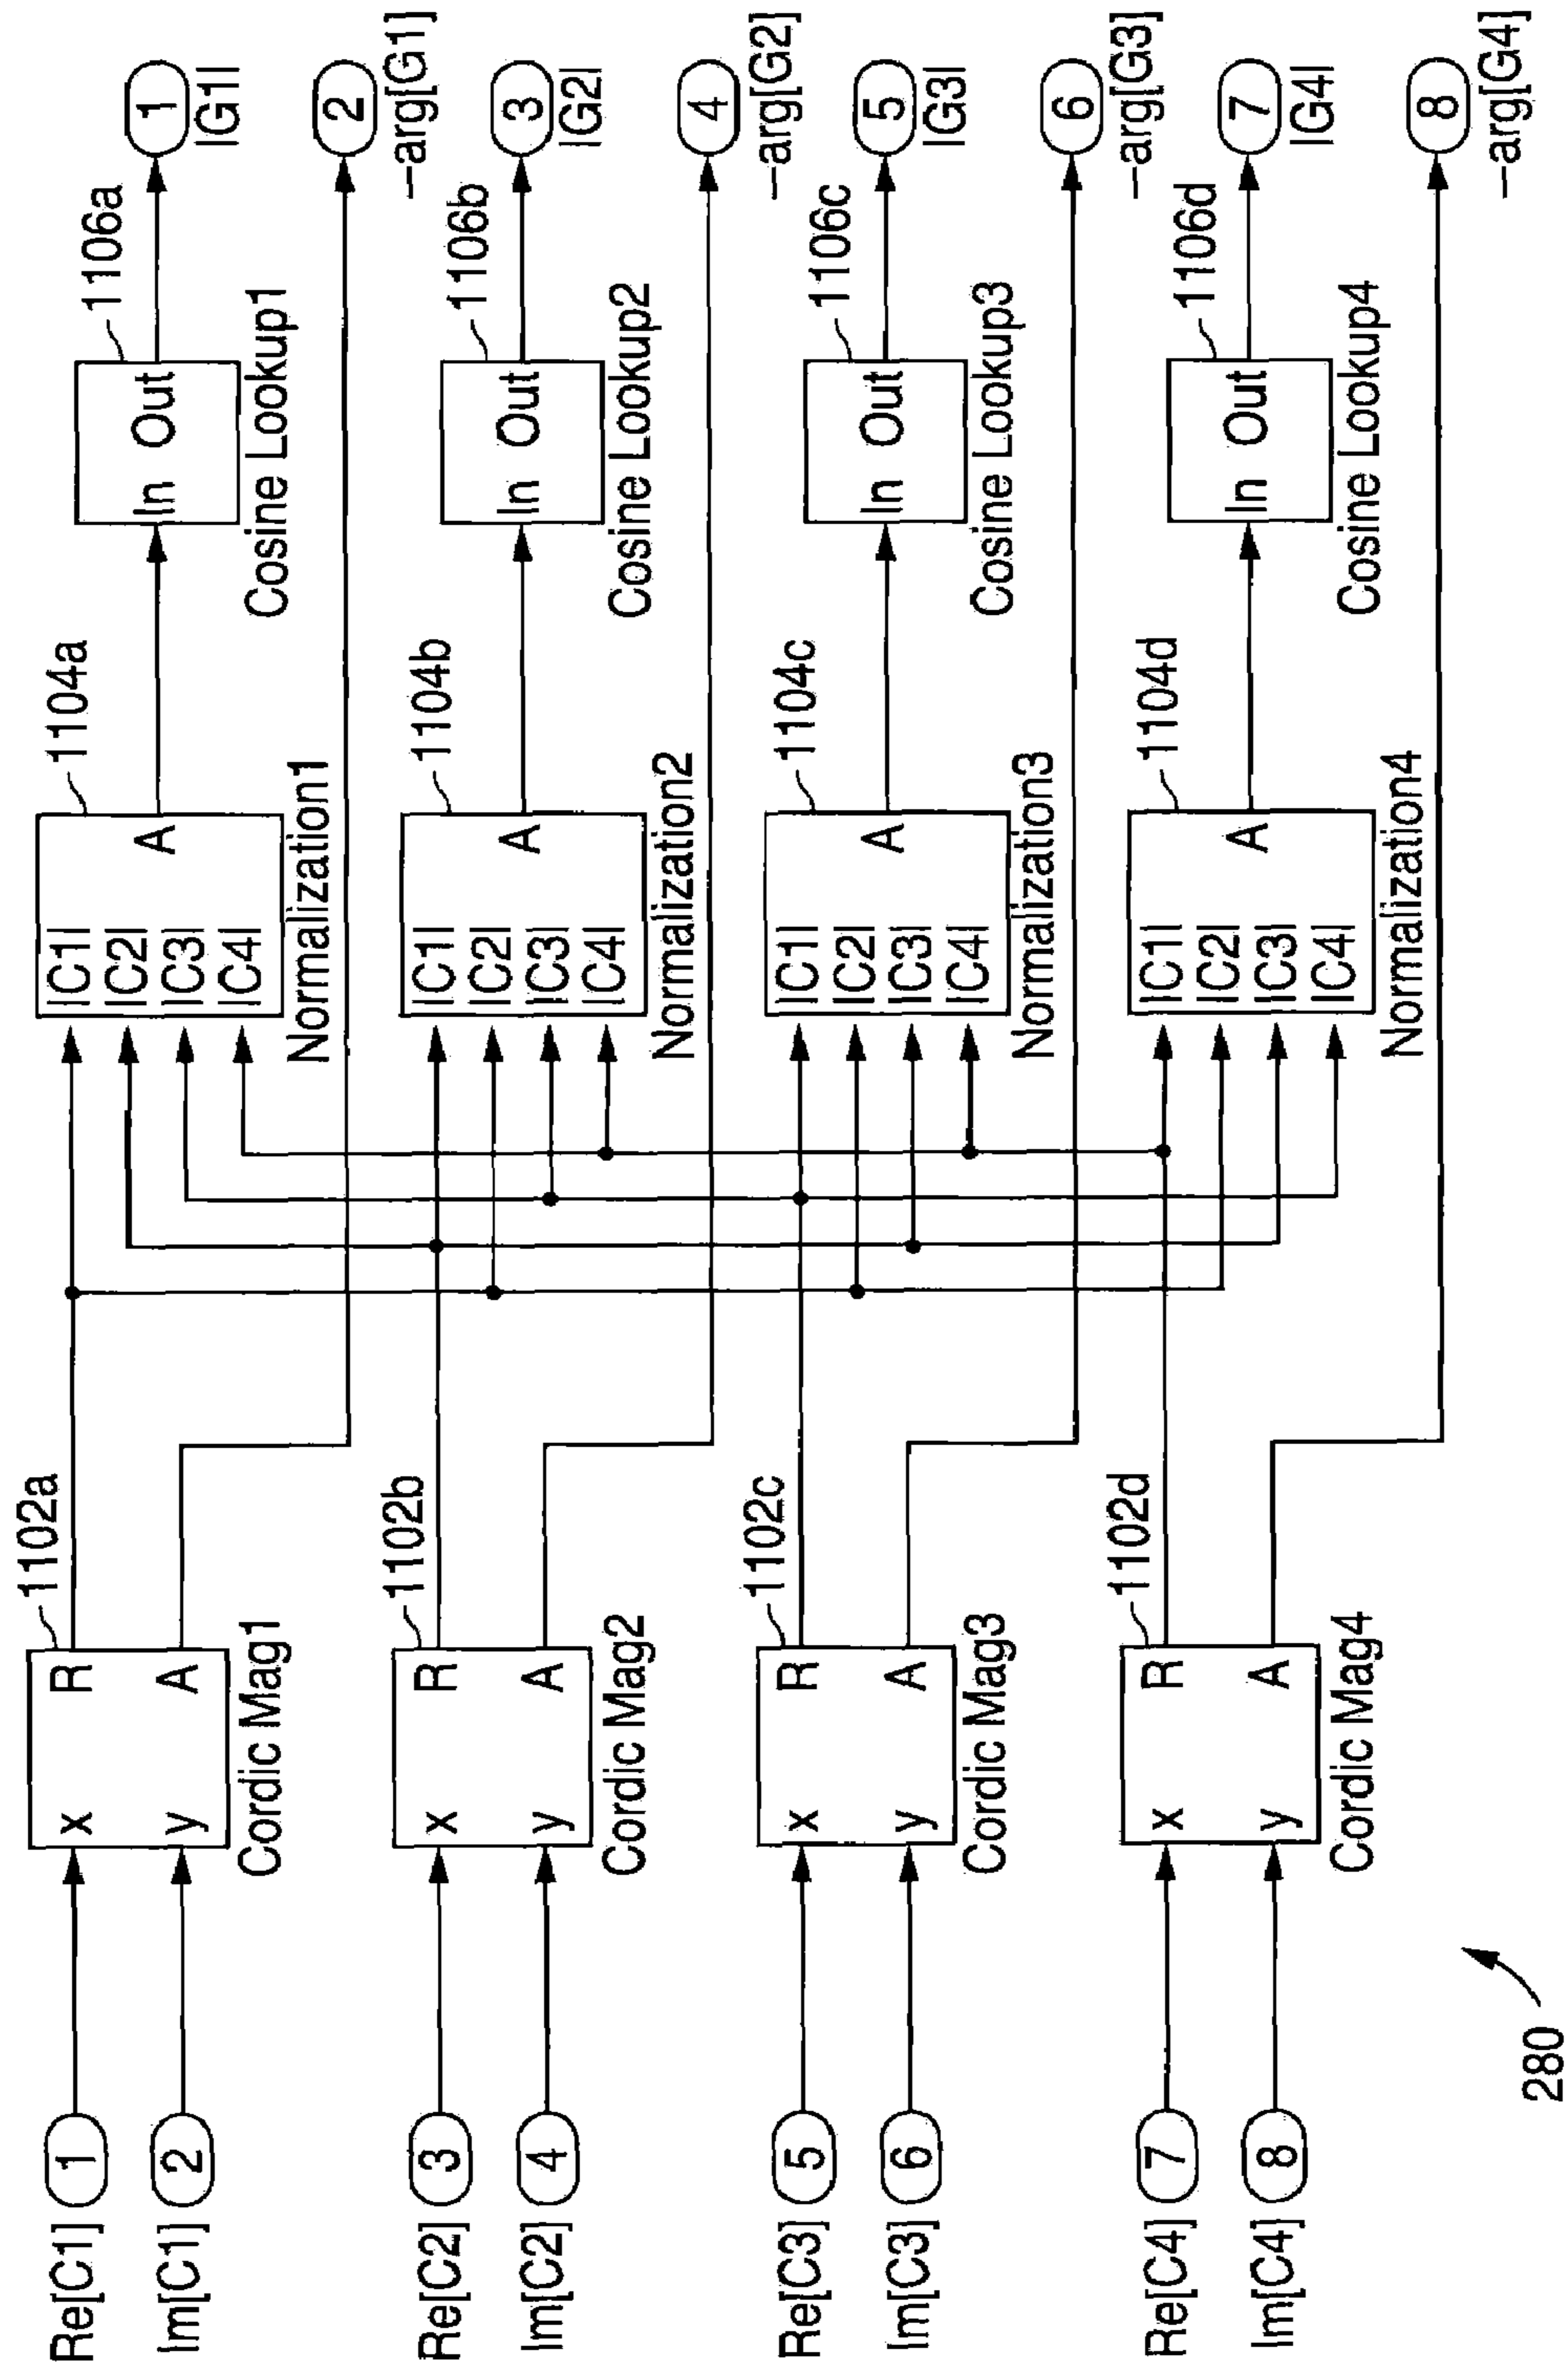 Re[C1] 1
Im[C1] 2
x R
y A
1102a
Cordic Mag1
|C1|
|C2|
|C3|
|C4|
A
1104a
Normalization1
In Out
1106a
Cosine Lookup1
1
|G1|
2
–arg[G1]
Re[C2] 3
Im[C2] 4
x R
y A
1102b
Cordic Mag2
|C1|
|C2|
|C3|
|C4|
A
1104b
Normalization2
In Out
1106b
Cosine Lookup2
3
|G2|
4
–arg[G2]
Re[C3] 5
Im[C3] 6
x R
y A
1102c
Cordic Mag3
|C1|
|C2|
|C3|
|C4|
A
1104c
Normalization3
In Out
1106c
Cosine Lookup3
5
|G3|
6
–arg[G3]
Re[C4] 7
Im[C4] 8
x R
y A
1102d
Cordic Mag4
|C1|
|C2|
|C3|
|C4|
A
1104d
Normalization4
In Out
1106d
Cosine Lookup4
7
|G4|
8
–arg[G4]
280